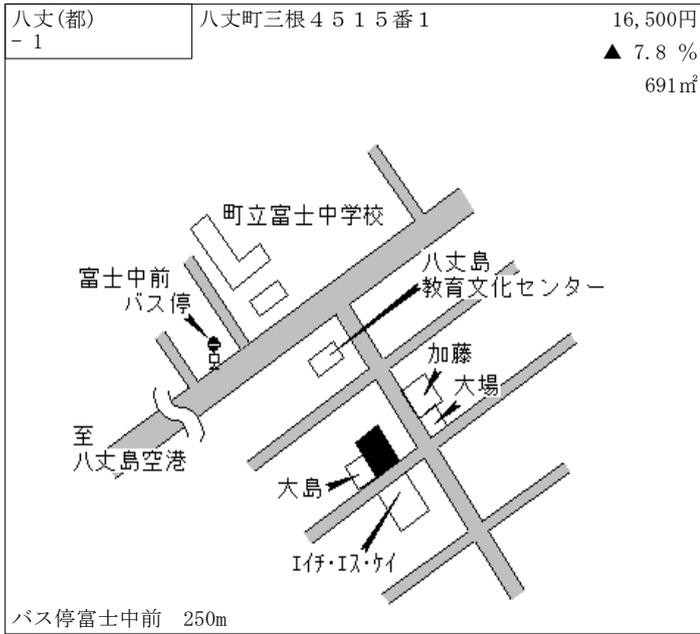 八丈(都)
－1
八丈町三根４５１５番1
16,500円
▲ 7.8 %
691㎡
町立富士中学校
富士中前
バス停
八丈島
教育文化センター
加藤
大場
至
八丈島空港
大島
ｴｲﾁ・ｴｽ・ｹｲ
バス停富士中前　250m